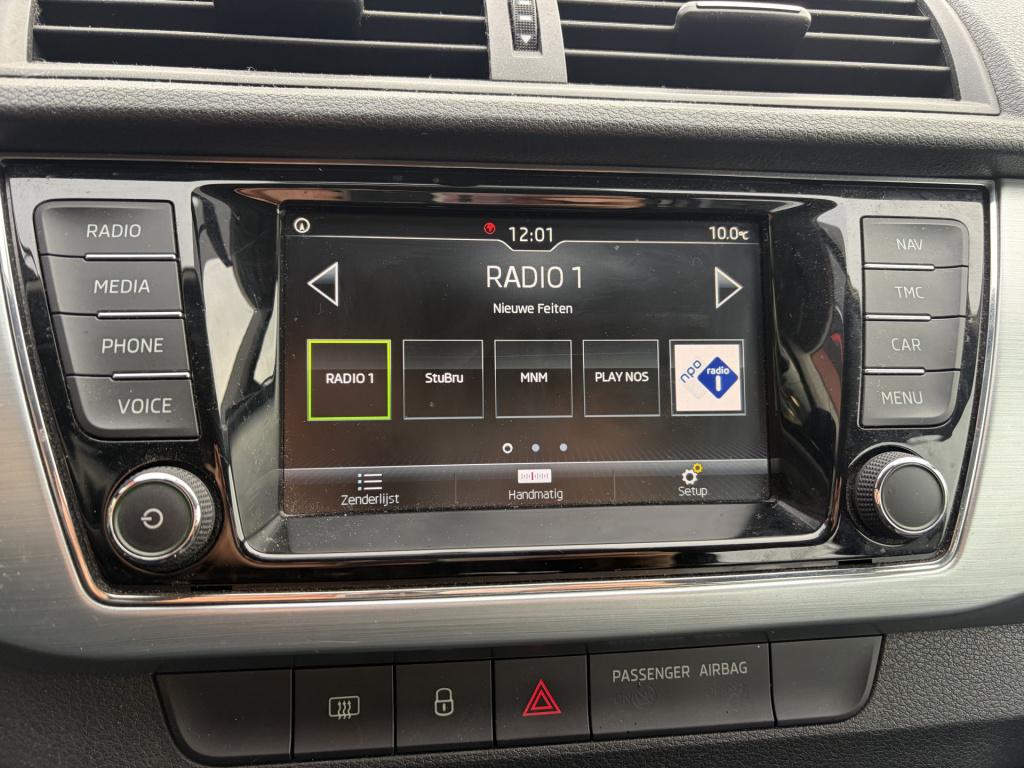 RADIO
MEDIA
PHONE
VOICE
12:01
10.0℃
RADIO 1
Nieuwe Feiten
RADIO 1
StuBru
MNM
PLAY NOS
npo radio 1
Zenderlijst
Handmatig
Setup
NAV
TMC
CAR
MENU
PASSENGER AIRBAG